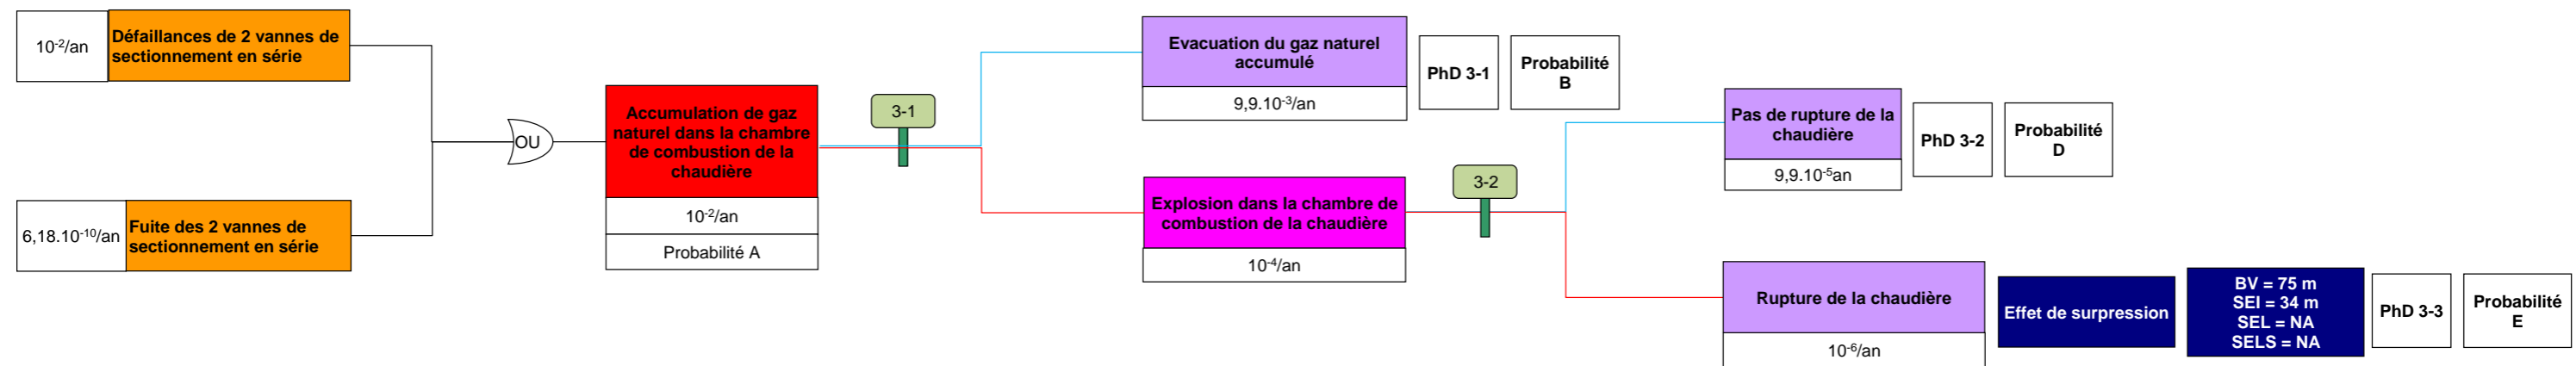 10⁻²/an
Défaillances de 2 vannes de
sectionnement en série
6,18.10⁻¹⁰/an
Fuite des 2 vannes de
sectionnement en série
OU
Accumulation de gaz
naturel dans la chambre
de combustion de la
chaudière
10⁻²/an
Probabilité A
3-1
Evacuation du gaz naturel
accumulé
9,9.10⁻³/an
PhD 3-1
Probabilité
B
Explosion dans la chambre de
combustion de la chaudière
10⁻⁴/an
3-2
Pas de rupture de la
chaudière
9,9.10⁻⁵an
PhD 3-2
Probabilité
D
Rupture de la chaudière
10⁻⁶/an
Effet de surpression
BV = 75 m
SEI = 34 m
SEL = NA
SELS = NA
PhD 3-3
Probabilité
E